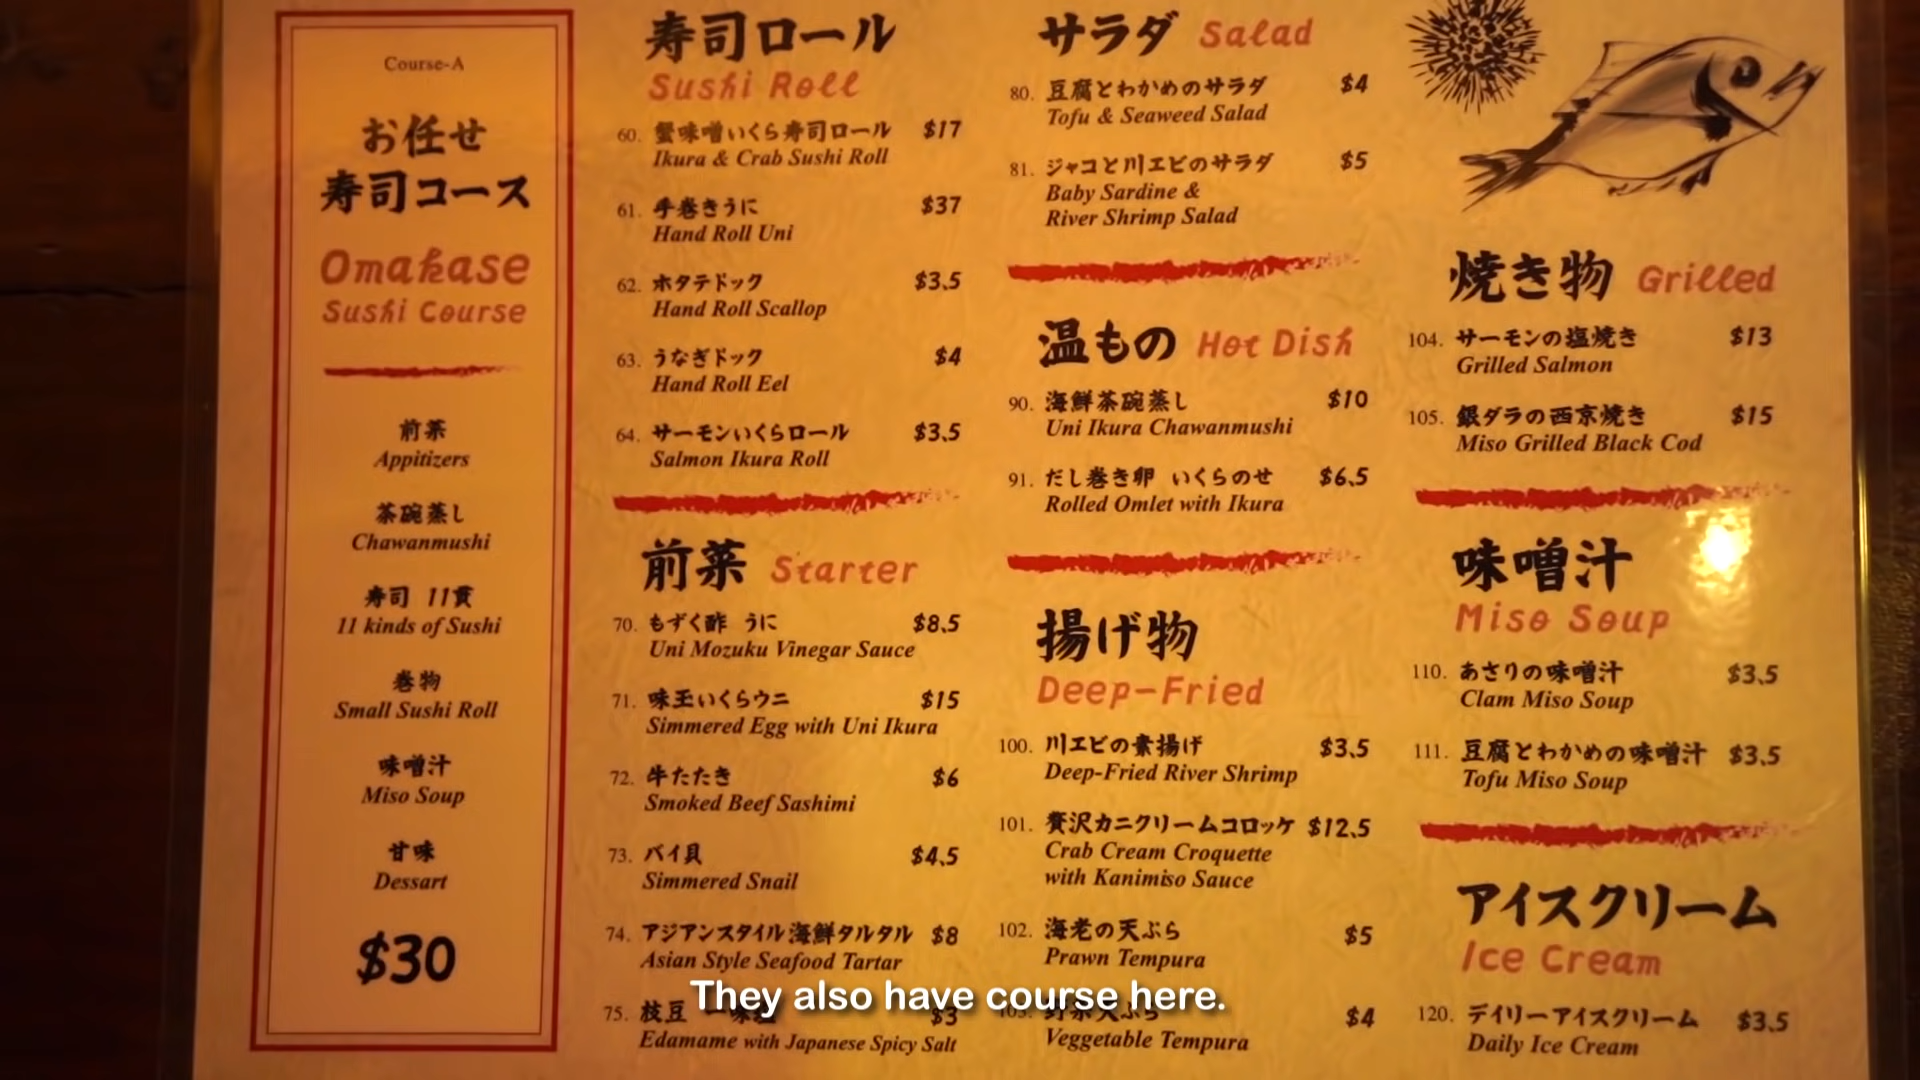 Course-A
お任せ
寿司コース
Omakase
Sushi Course
前菜
Appitizers
茶碗蒸し
Chawanmushi
寿司 11貫
11 kinds of Sushi
巻物
Small Sushi Roll
味噌汁
Miso Soup
甘味
Dessart
$30
寿司ロール
Sushi Roll
60. 蟹味噌いくら寿司ロール $17
Ikura & Crab Sushi Roll
61. 手巻きうに $37
Hand Roll Uni
62. ホタテドック $3.5
Hand Roll Scallop
63. うなぎドック $4
Hand Roll Eel
64. サーモンいくらロール $3.5
Salmon Ikura Roll
前菜 Starter
70. もずく酢 うに $8.5
Uni Mozuku Vinegar Sauce
71. 味玉いくらウニ $15
Simmered Egg with Uni Ikura
72. 牛たたき $6
Smoked Beef Sashimi
73. バイ貝 $4.5
Simmered Snail
74. アジアンスタイル海鮮タルタル $8
Asian Style Seafood Tartar
75. 枝豆 $3
Edamame with Japanese Spicy Salt
サラダ Salad
80. 豆腐とわかめのサラダ $4
Tofu & Seaweed Salad
81. ジャコと川エビのサラダ $5
Baby Sardine &
River Shrimp Salad
温もの Hot Dish
90. 海鮮茶碗蒸し $10
Uni Ikura Chawanmushi
91. だし巻き卵 いくらのせ $6.5
Rolled Omlet with Ikura
揚げ物
Deep-Fried
100. 川エビの素揚げ $3.5
Deep-Fried River Shrimp
101. 贅沢カニクリームコロッケ $12.5
Crab Cream Croquette
with Kanimiso Sauce
102. 海老の天ぷら $5
Prawn Tempura
103. 野菜天ぷら $4
Veggetable Tempura
焼き物 Grilled
104. サーモンの塩焼き $13
Grilled Salmon
105. 銀ダラの西京焼き $15
Miso Grilled Black Cod
味噌汁
Miso Soup
110. あさりの味噌汁 $3.5
Clam Miso Soup
111. 豆腐とわかめの味噌汁 $3.5
Tofu Miso Soup
アイスクリーム
Ice Cream
120. デイリーアイスクリーム $3.5
Daily Ice Cream
They also have course here.